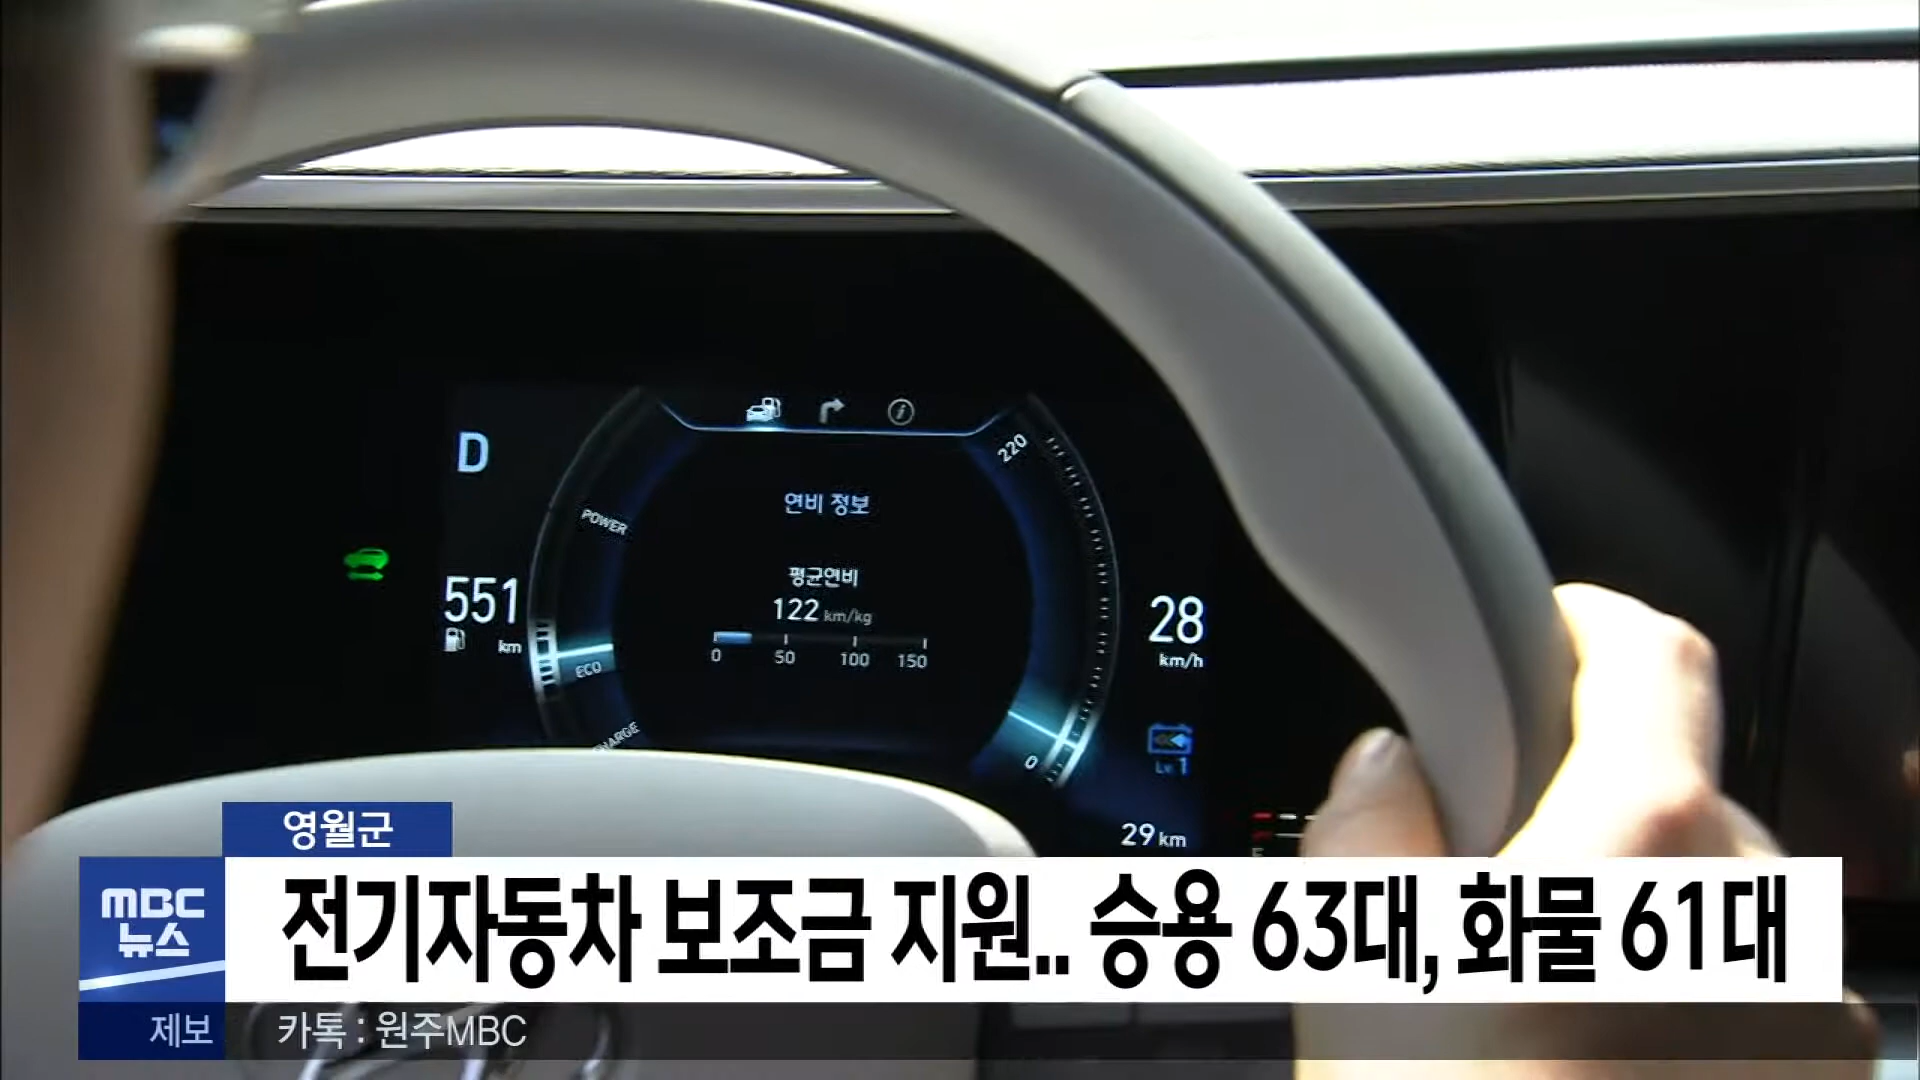 220
D
연비 정보
POWER
평균연비
122 km/kg
551
km
28
km/h
0 50 100 150
ECO
Lv. 1
0
29 km
영월군
MBC
뉴스
전기자동차 보조금 지원.. 승용 63대, 화물 61대
제보
카톡 : 원주MBC